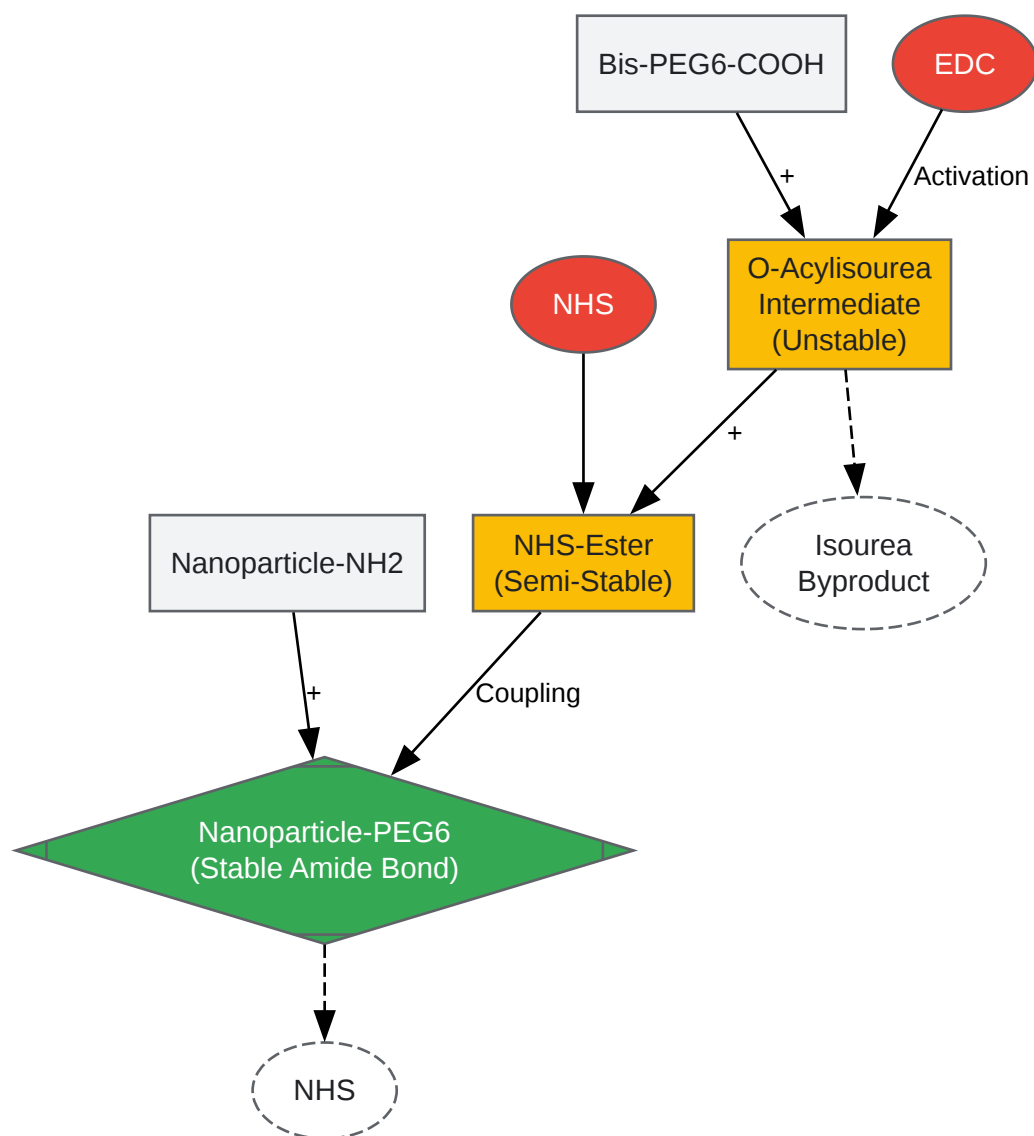 Bis-PEG6-COOH
EDC
+
Activation
O-Acylisourea
Intermediate
(Unstable)
NHS
+
NHS-Ester
(Semi-Stable)
Isourea
Byproduct
Nanoparticle-NH2
+
Coupling
Nanoparticle-PEG6
(Stable Amide Bond)
NHS